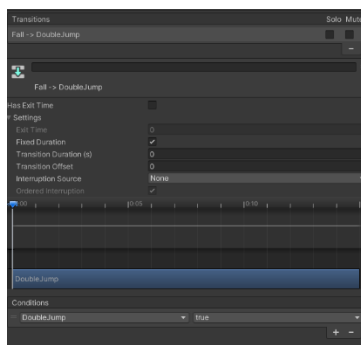 Transitions Solo Mute
Fall -> DoubleJump
Fall -> DoubleJump
Has Exit Time
Settings
Exit Time 0
Fixed Duration
Transition Duration (s) 0
Transition Offset 0
Interruption Source None
Ordered Interruption
0:00 0:05 0:10
DoubleJump
Conditions
DoubleJump true